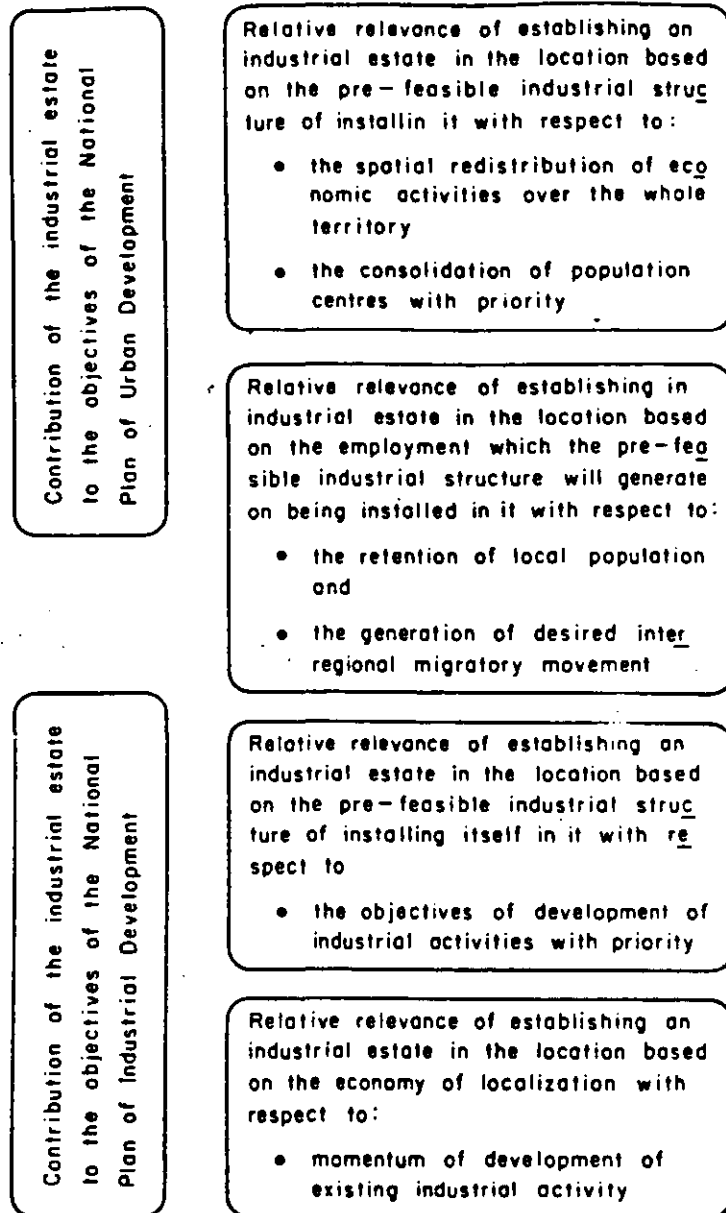 Contribution of the industrial estate
to the objectives of the National
Plan of Urban Development
Relative relevance of establishing an
industrial estate in the location based
on the pre-feasible industrial struc
ture of installin it with respect to:
• the spatial redistribution of eco
nomic activities over the whole
territory
• the consolidation of population
centres with priority
Relative relevance of establishing in
industrial estate in the location based
on the employment which the pre-fea
sible industrial structure will generate
on being installed in it with respect to:
• the retention of local population
and
• the generation of desired inter
regional migratory movement
Contribution of the industrial estate
to the objectives of the National
Plan of Industrial Development
Relative relevance of establishing an
industrial estate in the location based
on the pre-feasible industrial struc
ture of installing itself in it with re
spect to
• the objectives of development of
industrial activities with priority
Relative relevance of establishing an
industrial estate in the location based
on the economy of localization with
respect to:
• momentum of development of
existing industrial activity